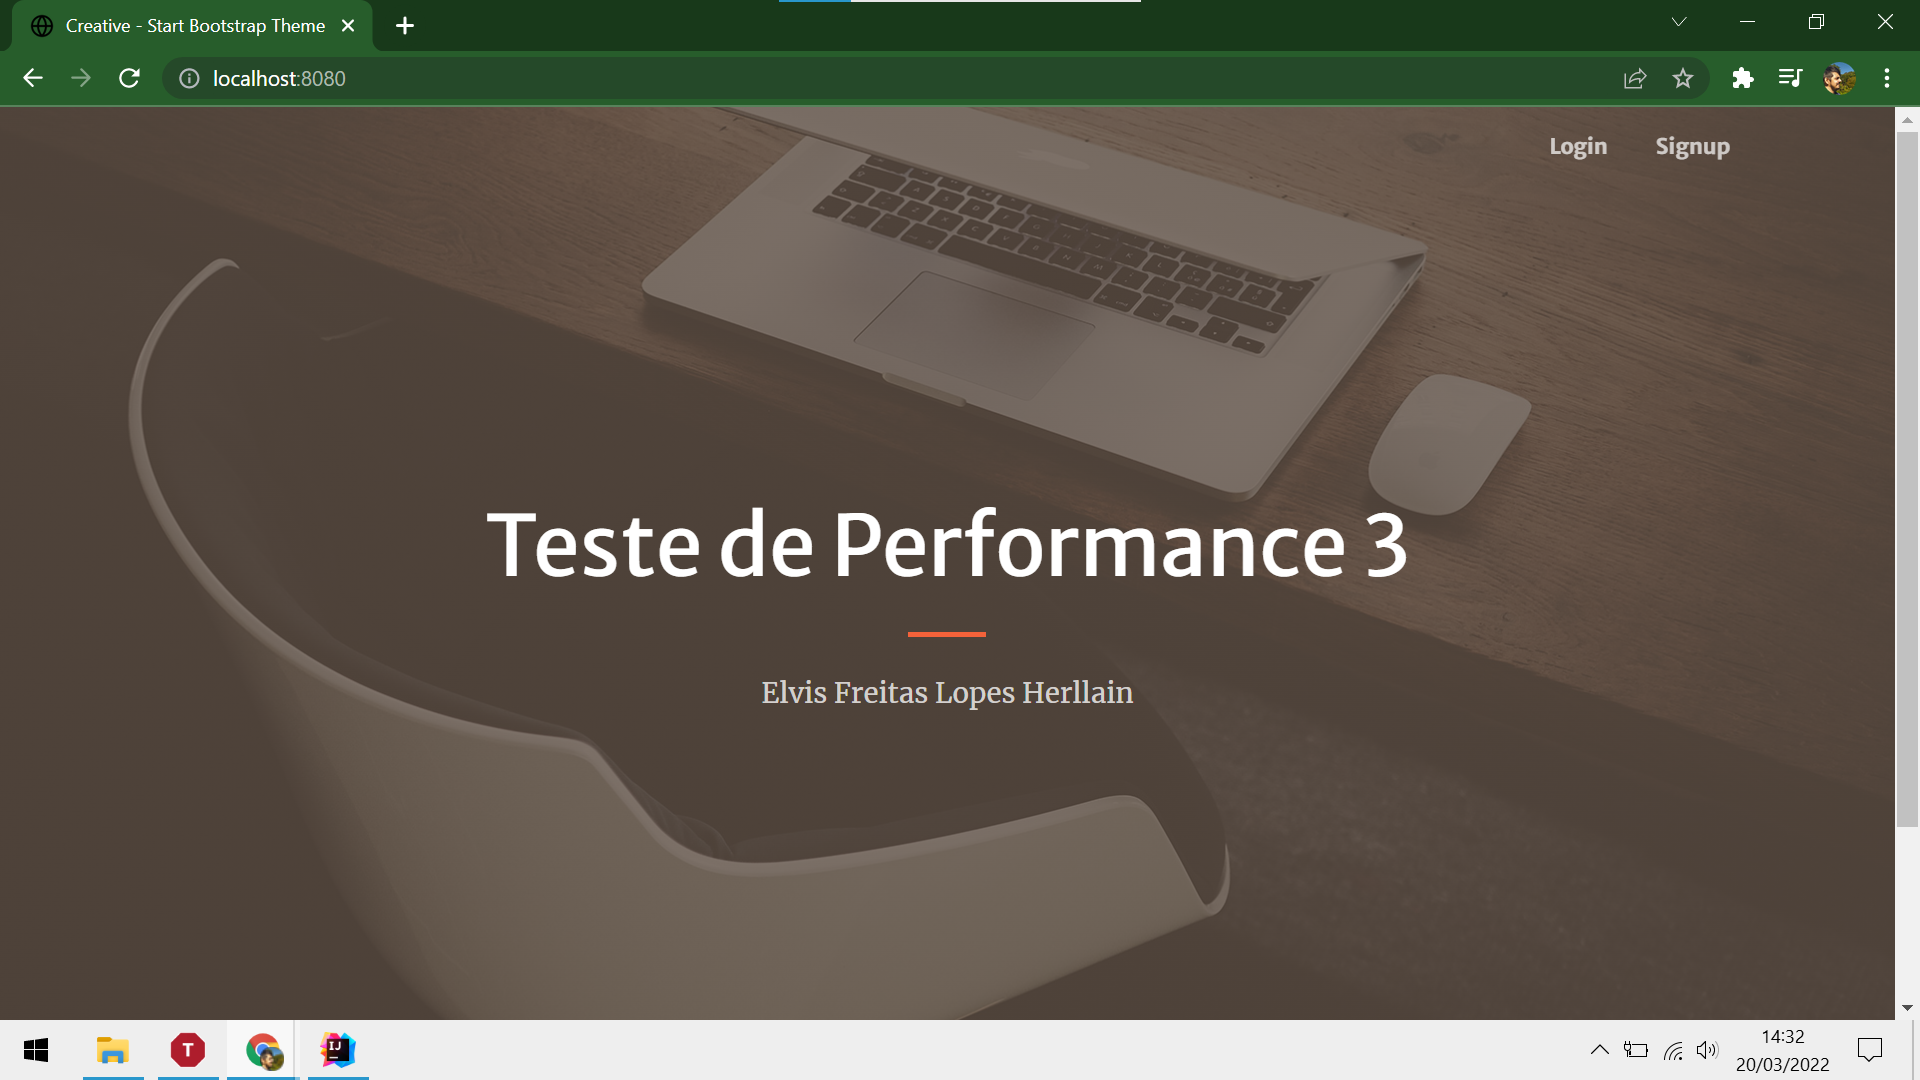 Creative - Start Bootstrap Theme
localhost:8080
Login Signup
Teste de Performance 3
Elvis Freitas Lopes Herllain
T
IJ
14:32
20/03/2022